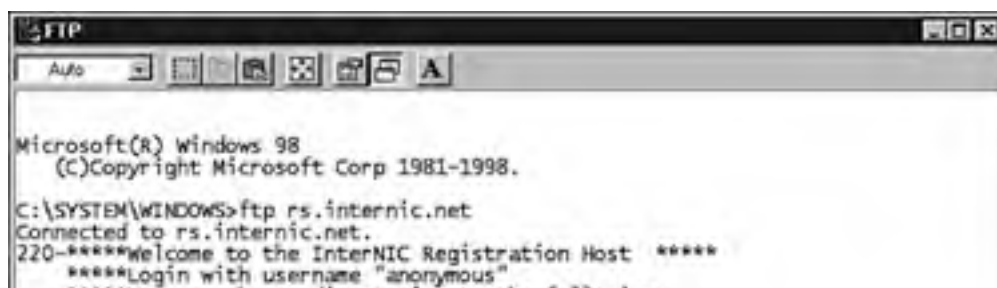 FTP
Auto
A
Microsoft(R) Windows 98
(C)Copyright Microsoft Corp 1981-1998.
C:\SYSTEM\WINDOWS>ftp rs.internic.net
Connected to rs.internic.net.
220-*****Welcome to the InterNIC Registration Host *****
*****Login with username "anonymous"